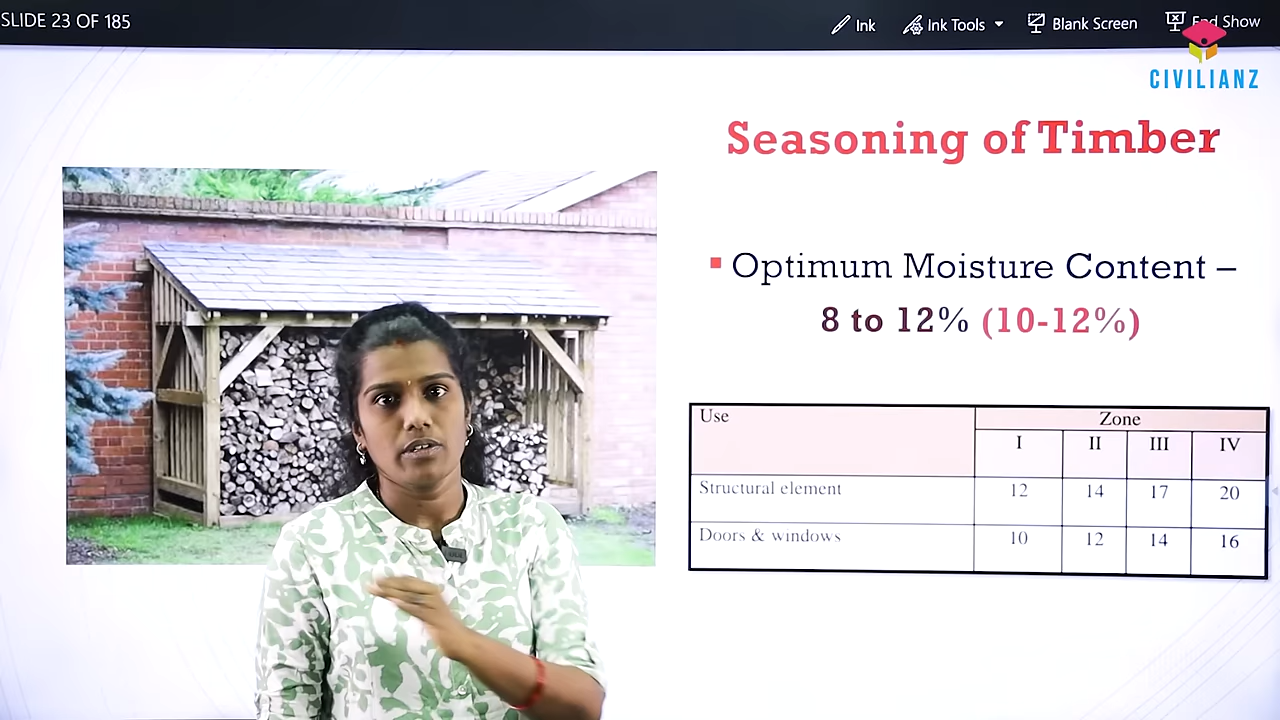 SLIDE 23 OF 185
Ink
Ink Tools
Blank Screen
End Show
CIVILIANZ
Seasoning of Timber
Optimum Moisture Content –
8 to 12% (10-12%)
Use
Zone
I II III IV
Structural element 12 14 17 20
Doors & windows 10 12 14 16